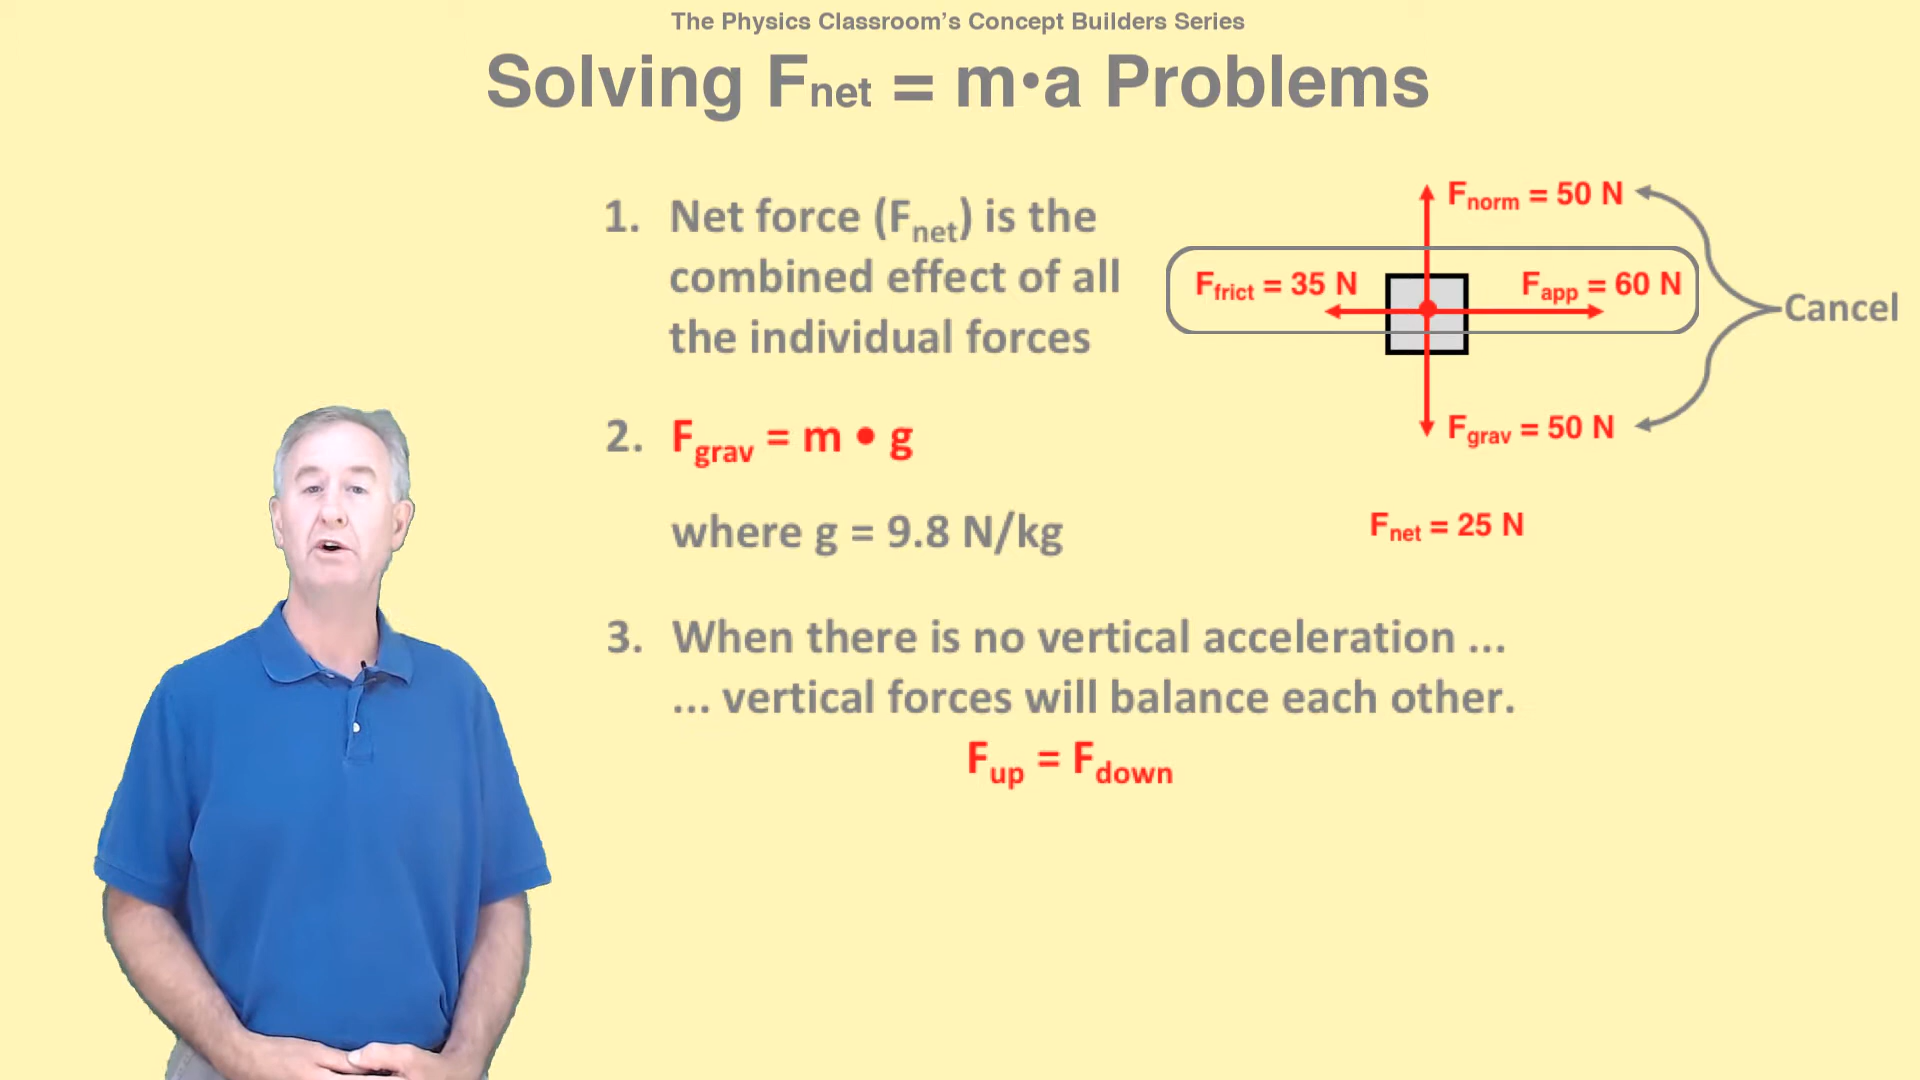 The Physics Classroom’s Concept Builders Series
Solving Fnet = m•a Problems
1. Net force (Fnet) is the
combined effect of all
the individual forces
Fnorm = 50 N
Ffrict = 35 N
Fapp = 60 N
Cancel
Fgrav = 50 N
Fnet = 25 N
2. Fgrav = m • g
where g = 9.8 N/kg
3. When there is no vertical acceleration ...
... vertical forces will balance each other.
Fup = Fdown